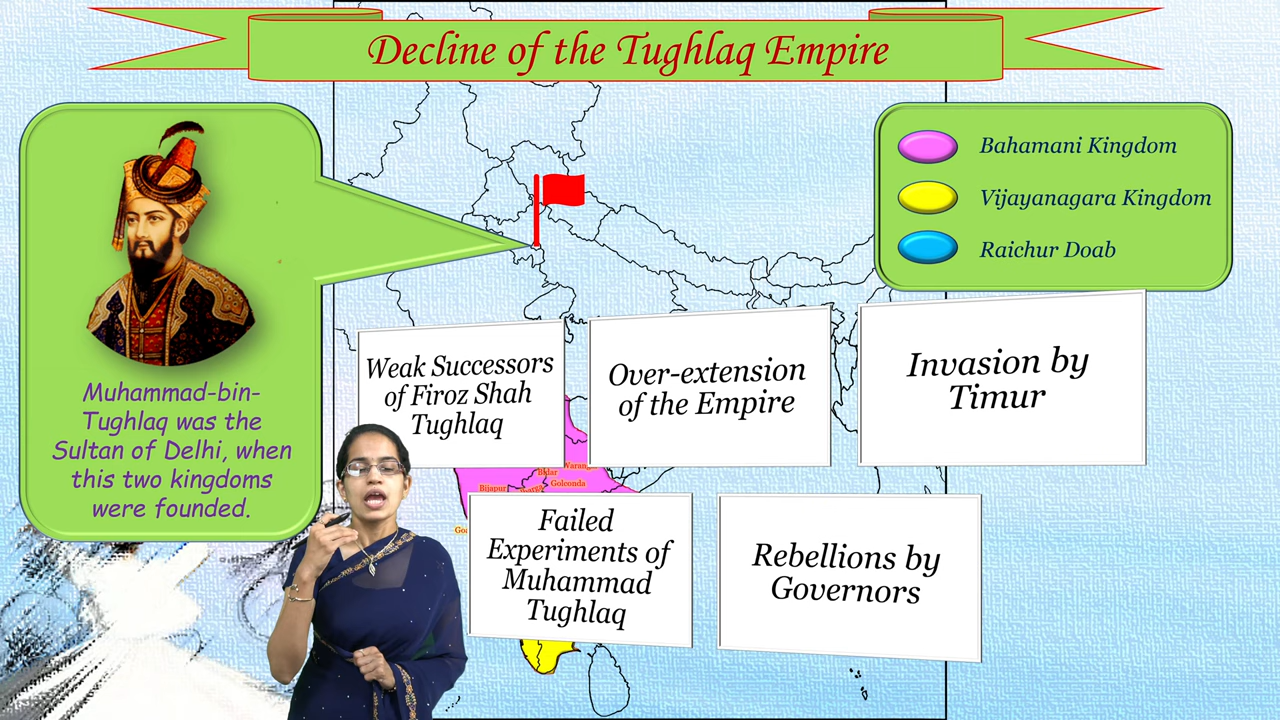 Decline of the Tughlaq Empire
Muhammad-bin-
Tughlaq was the
Sultan of Delhi, when
this two kingdoms
were founded.
Bahamani Kingdom
Vijayanagara Kingdom
Raichur Doab
Weak Successors
of Firoz Shah
Tughlaq
Over-extension
of the Empire
Invasion by
Timur
Bidar
Golconda
Bijapur
Failed
Experiments of
Muhammad
Tughlaq
Rebellions by
Governors